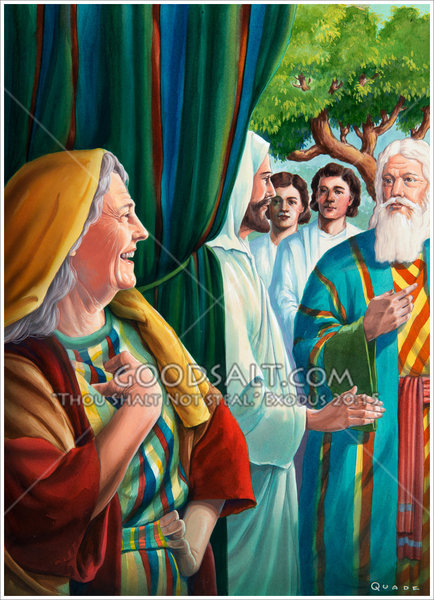 GOODSALT.COM
"THOU SHALT NOT STEAL" EXODUS 20:15
QUADE